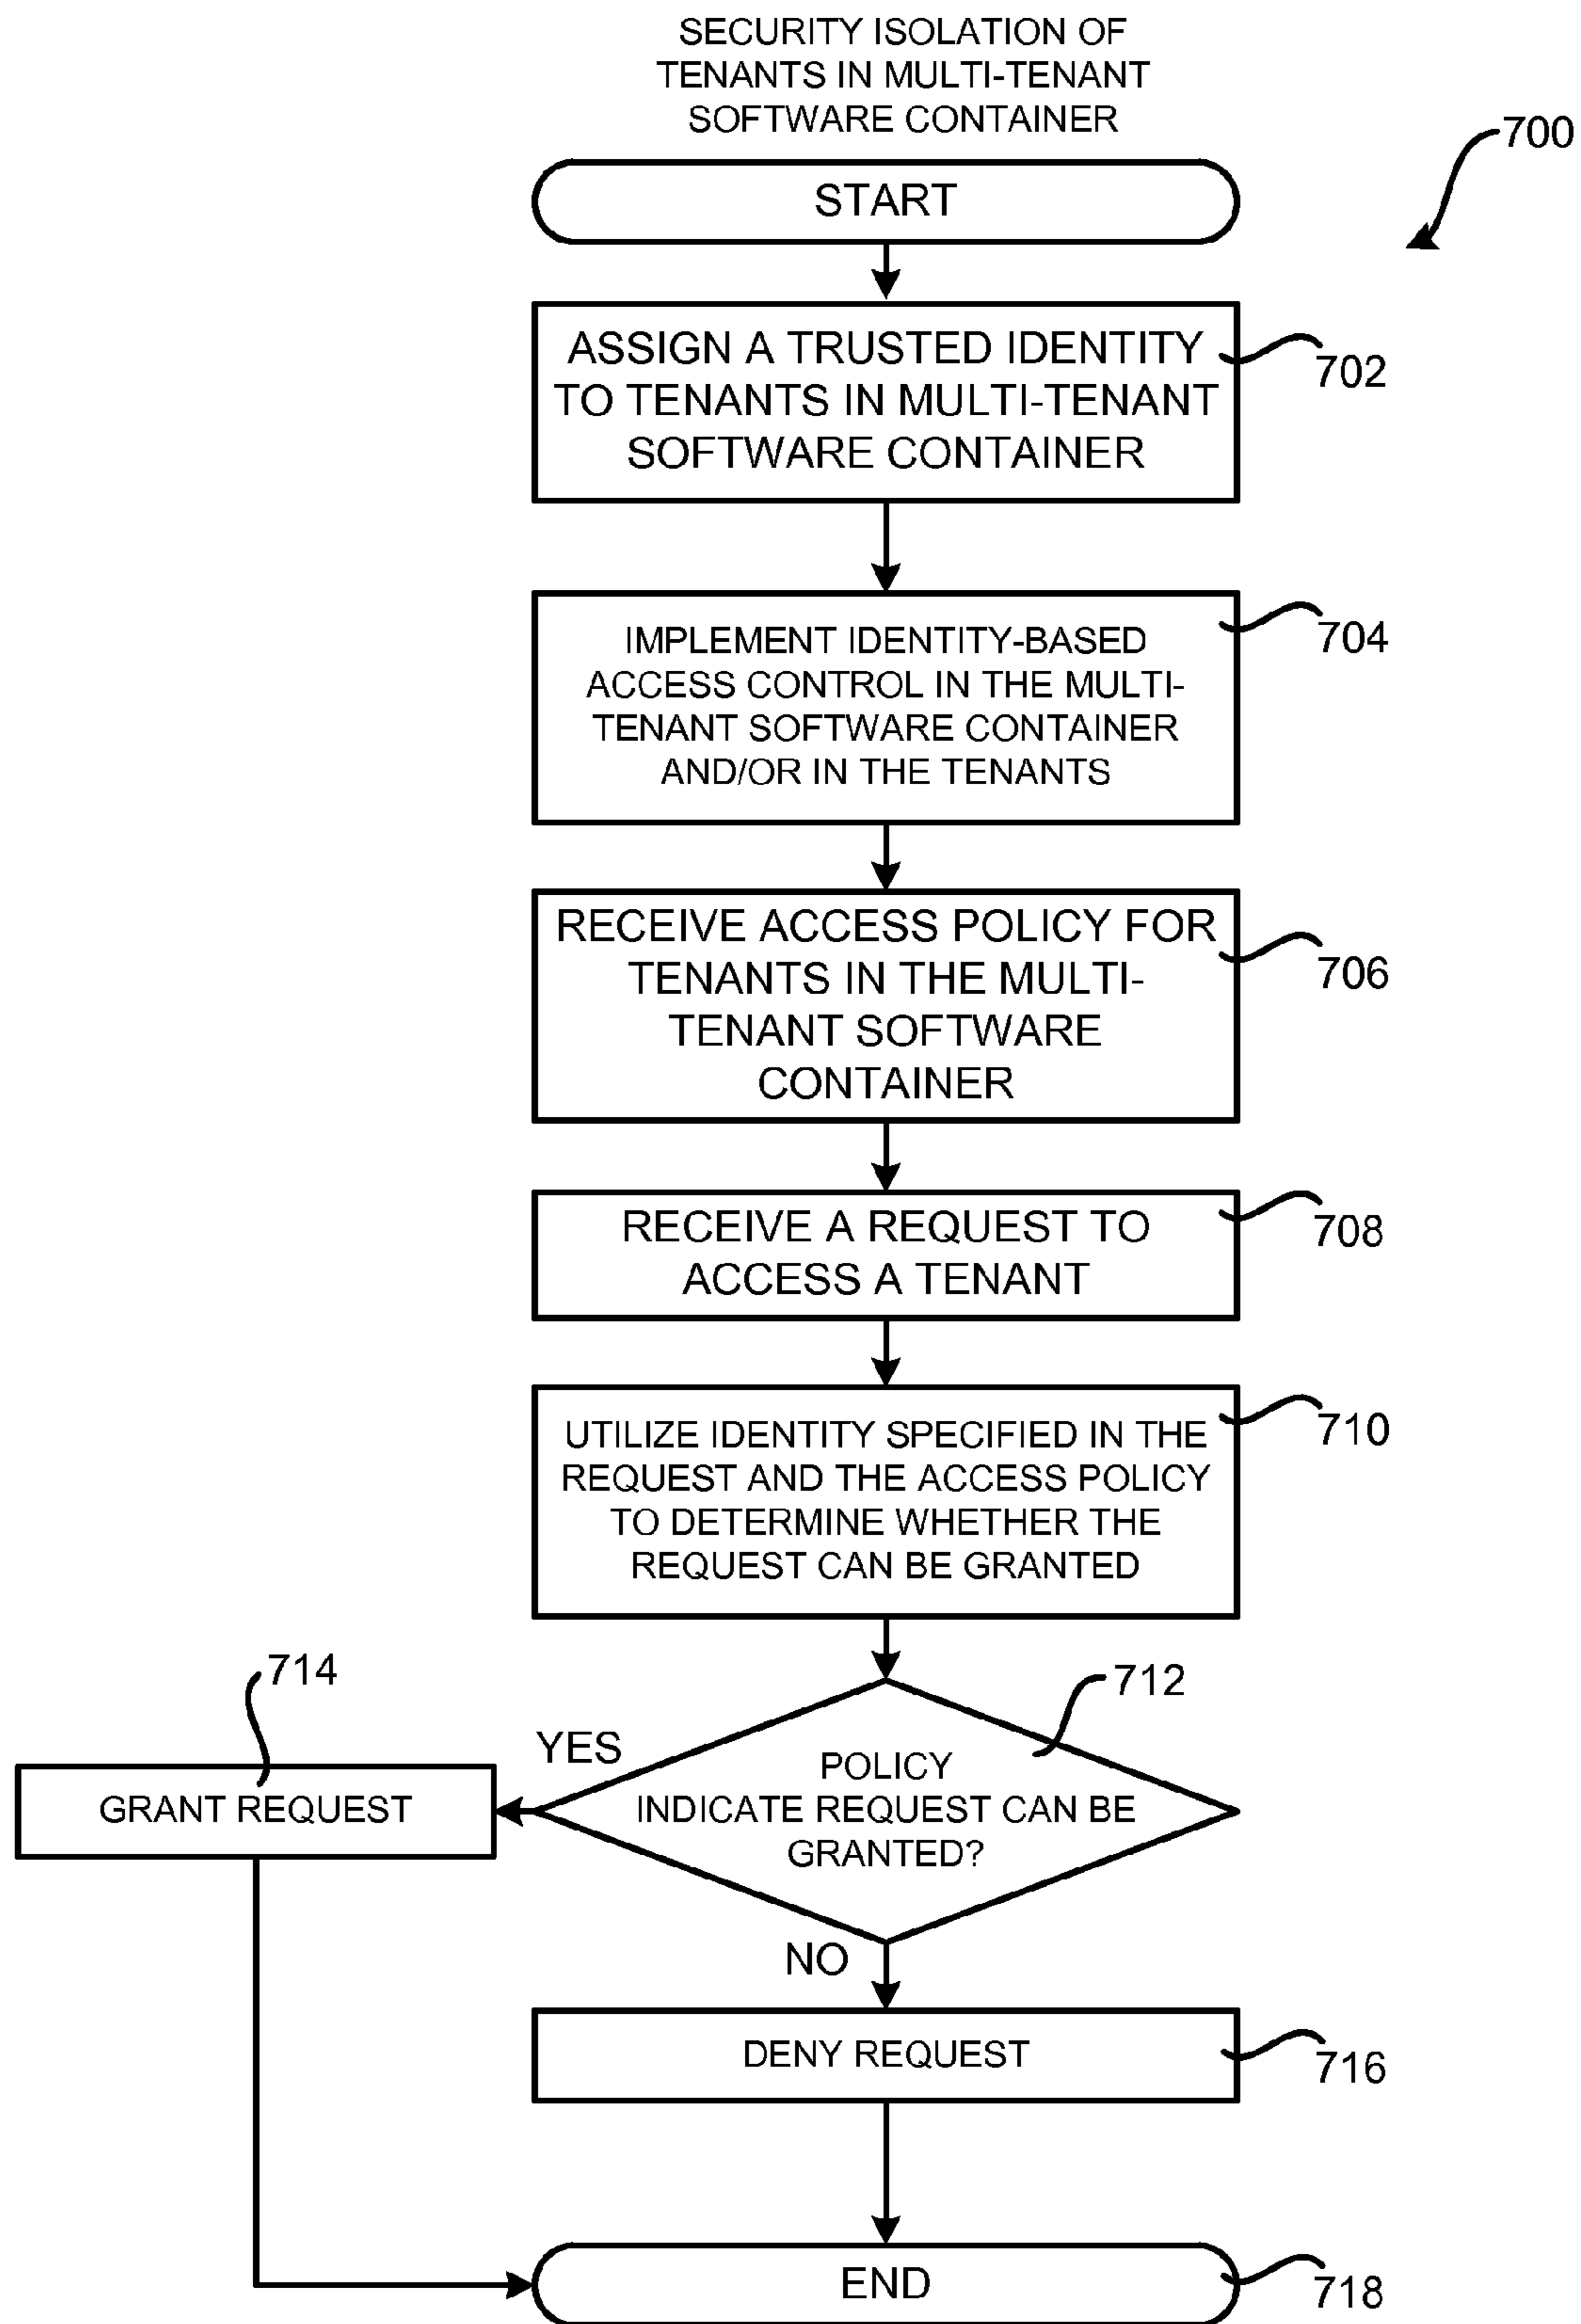 SECURITY ISOLATION OF
TENANTS IN MULTI-TENANT
SOFTWARE CONTAINER
700
START
ASSIGN A TRUSTED IDENTITY
TO TENANTS IN MULTI-TENANT
SOFTWARE CONTAINER
702
IMPLEMENT IDENTITY-BASED
ACCESS CONTROL IN THE MULTI-
TENANT SOFTWARE CONTAINER
AND/OR IN THE TENANTS
704
RECEIVE ACCESS POLICY FOR
TENANTS IN THE MULTI-
TENANT SOFTWARE
CONTAINER
706
RECEIVE A REQUEST TO
ACCESS A TENANT
708
UTILIZE IDENTITY SPECIFIED IN THE
REQUEST AND THE ACCESS POLICY
TO DETERMINE WHETHER THE
REQUEST CAN BE GRANTED
710
714
712
YES
POLICY
INDICATE REQUEST CAN BE
GRANTED?
GRANT REQUEST
NO
DENY REQUEST
716
END
718